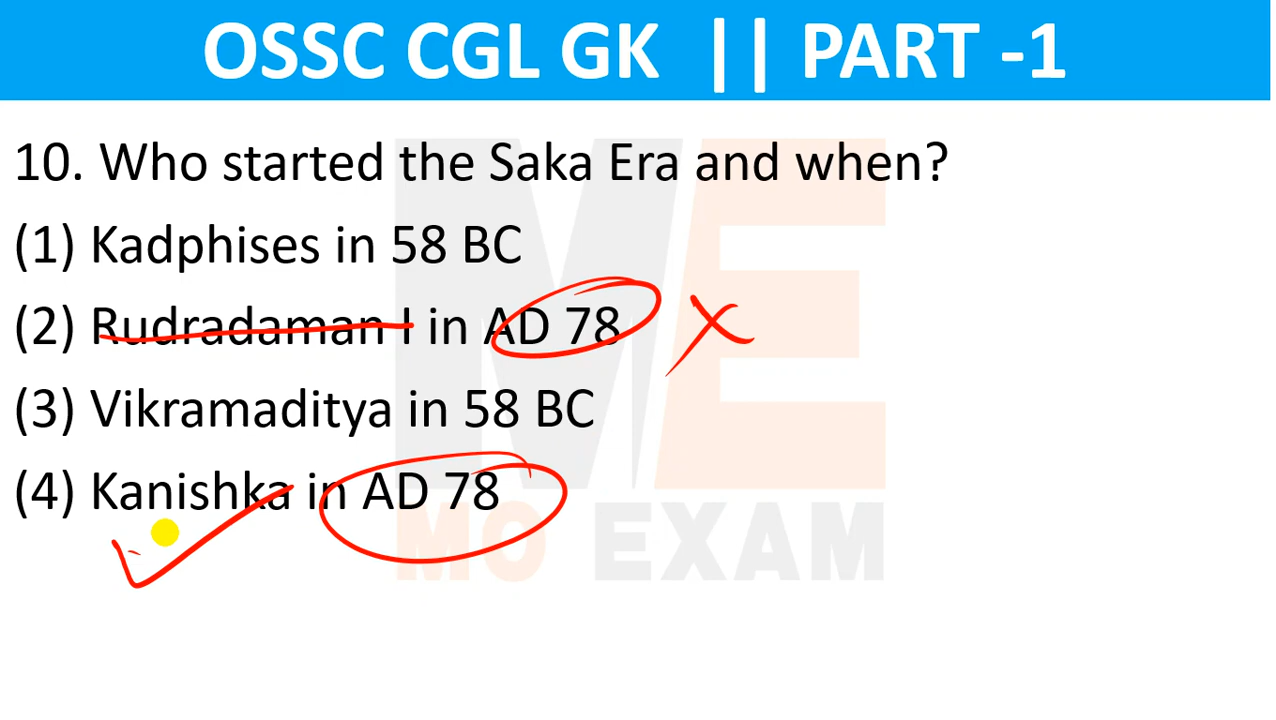 OSSC CGL GK || PART -1
10. Who started the Saka Era and when?
(1) Kadphises in 58 BC
(2) Rudradaman I in AD 78
(3) Vikramaditya in 58 BC
(4) Kanishka in AD 78
ME
MO EXAM